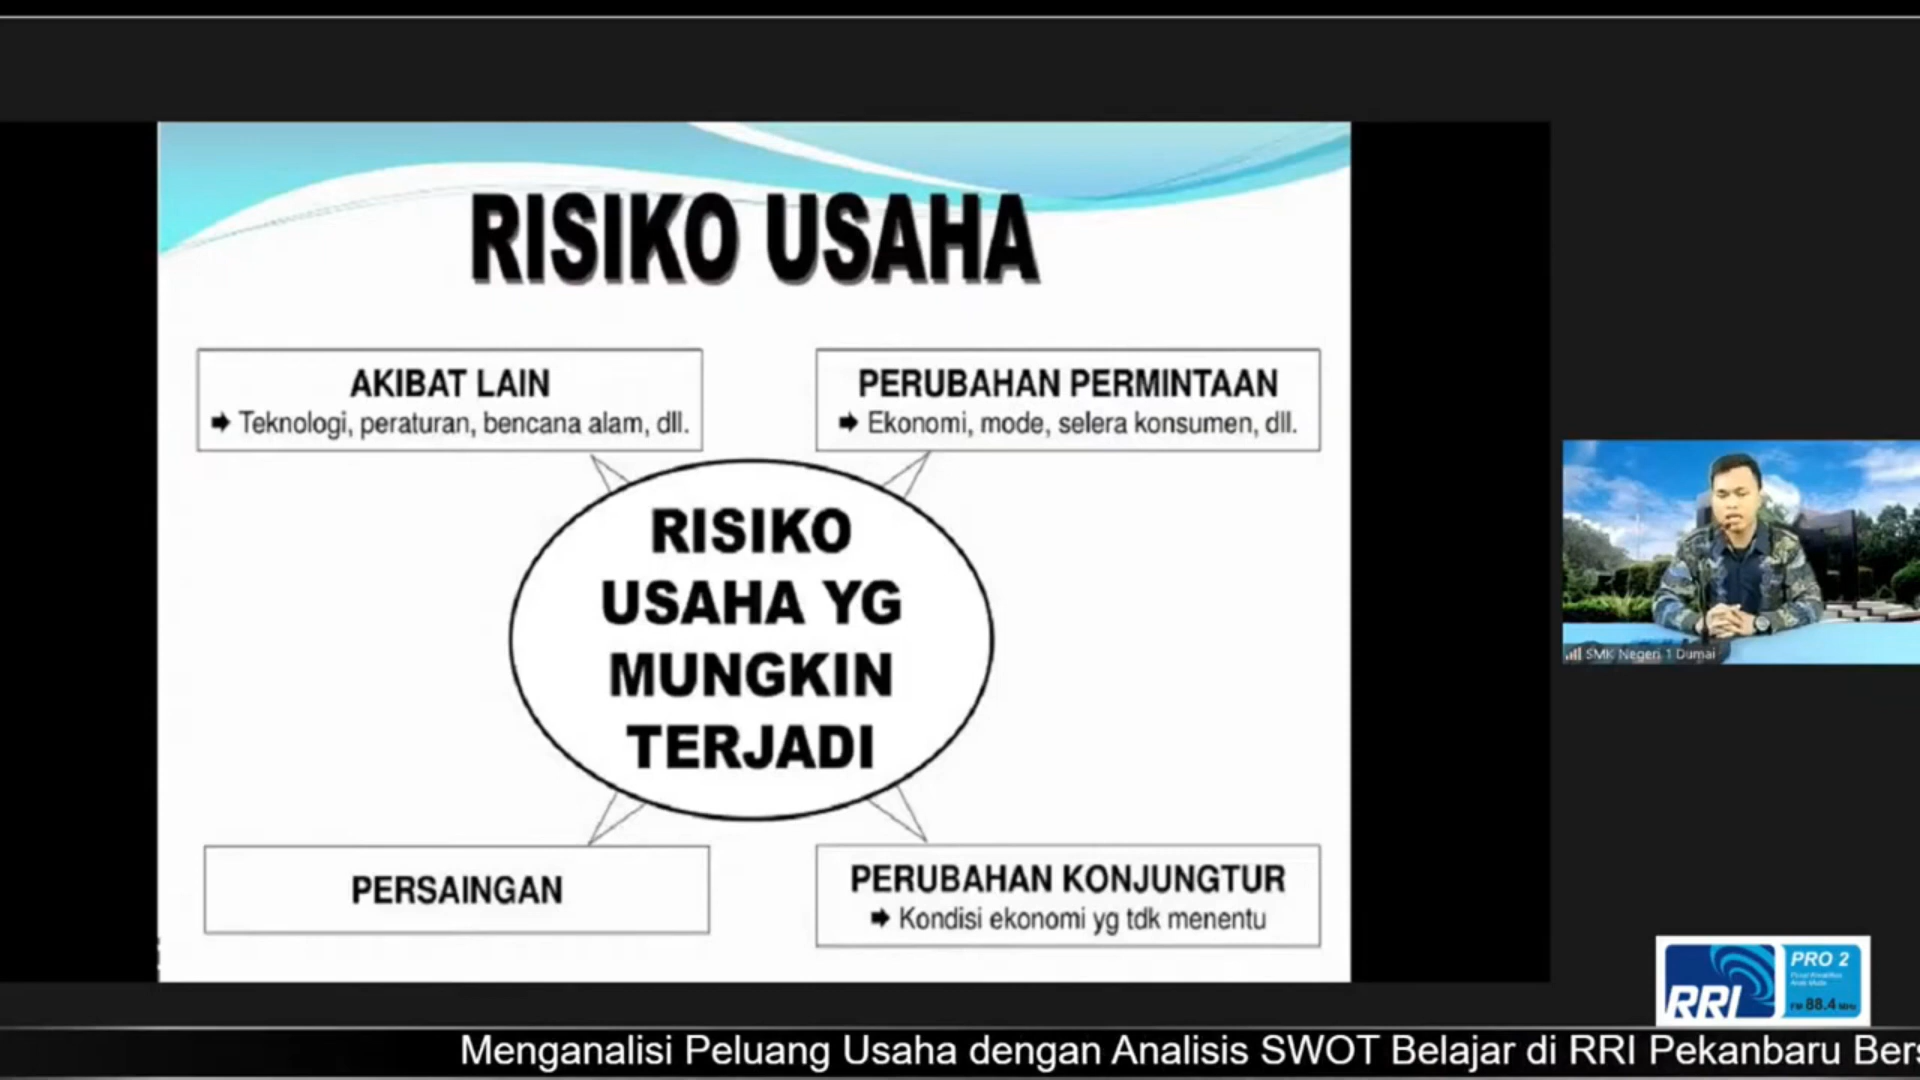 RISIKO USAHA
AKIBAT LAIN
➡ Teknologi, peraturan, bencana alam, dll.
PERUBAHAN PERMINTAAN
➡ Ekonomi, mode, selera konsumen, dll.
RISIKO
USAHA YG
MUNGKIN
TERJADI
PERSAINGAN
PERUBAHAN KONJUNGTUR
➡ Kondisi ekonomi yg tdk menentu
SMK Negeri 1 Dumai
RRI
PRO 2
FM 88.4 MHz
Menganalisi Peluang Usaha dengan Analisis SWOT Belajar di RRI Pekanbaru Bers